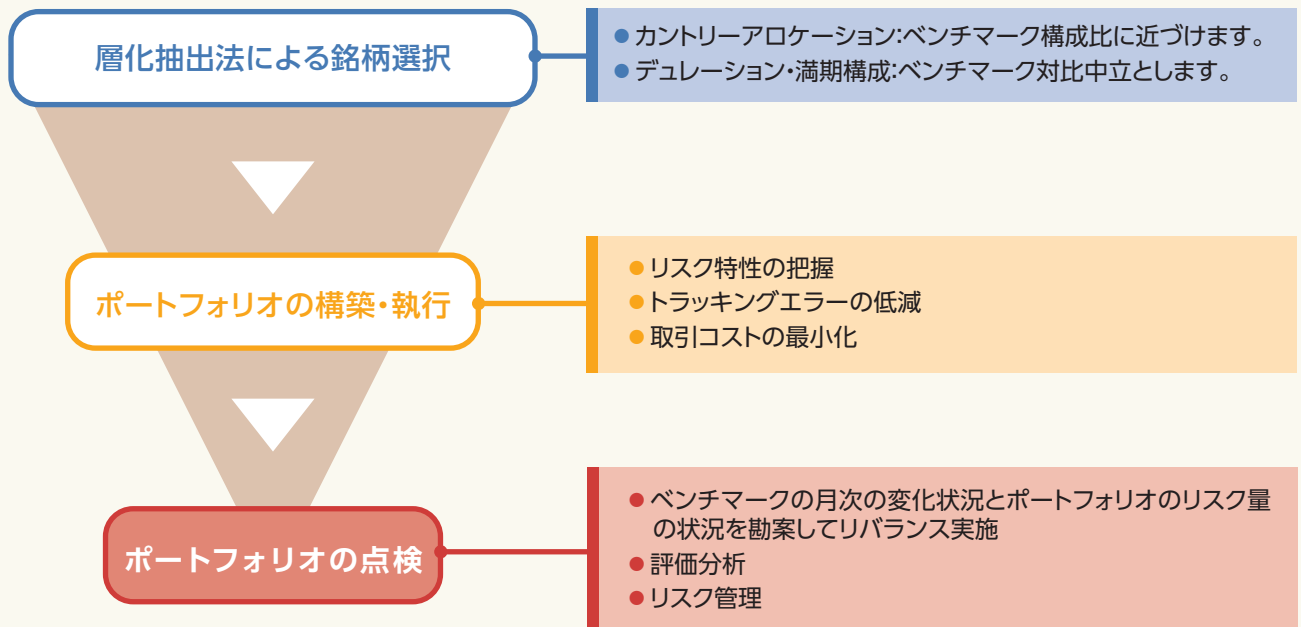 層化抽出法による銘柄選択
●カントリーアロケーション:ベンチマーク構成比に近づけます。
●デュレーション・満期構成:ベンチマーク対比中立とします。
ポートフォリオの構築・執行
●リスク特性の把握
●トラッキングエラーの低減
●取引コストの最小化
ポートフォリオの点検
●ベンチマークの月次の変化状況とポートフォリオのリスク量
の状況を勘案してリバランス実施
●評価分析
●リスク管理